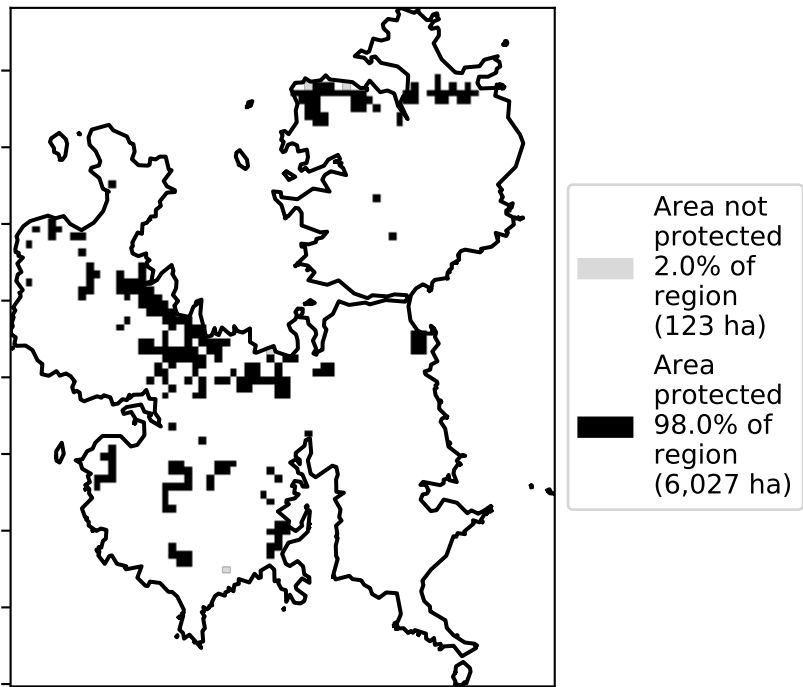 Area not
protected
2.0% of
region
(123 ha)
Area
protected
98.0% of
region
(6,027 ha)